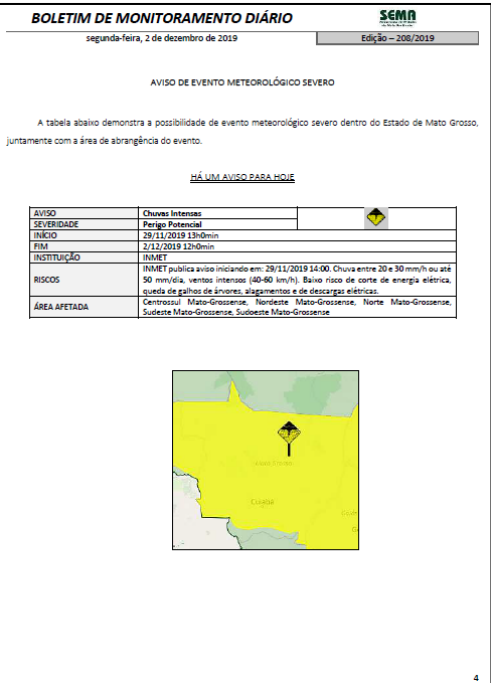 BOLETIM DE MONITORAMENTO DIÁRIO
SEMA
segunda-feira, 2 de dezembro de 2019
Edição – 208/2019
AVISO DE EVENTO METEOROLÓGICO SEVERO
A tabela abaixo demonstra a possibilidade de evento meteorológico severo dentro do Estado de Mato Grosso,
juntamente com a área de abrangência do evento.
HÁ UM AVISO PARA HOJE
AVISO Chuvas Intensas
SEVERIDADE Perigo Potencial
INÍCIO 29/11/2019 13h0min
FIM 2/12/2019 12h0min
INSTITUIÇÃO INMET
INMET publica aviso iniciando em: 29/11/2019 14:00. Chuva entre 20 e 30 mm/h ou até
RISCOS 50 mm/dia, ventos intensos (40-60 km/h). Baixo risco de corte de energia elétrica,
queda de galhos de árvores, alagamentos e de descargas elétricas.
ÁREA AFETADA Centrossul Mato-Grossense, Nordeste Mato-Grossense, Norte Mato-Grossense,
Sudeste Mato-Grossense, Sudoeste Mato-Grossense
Cuiabá
4